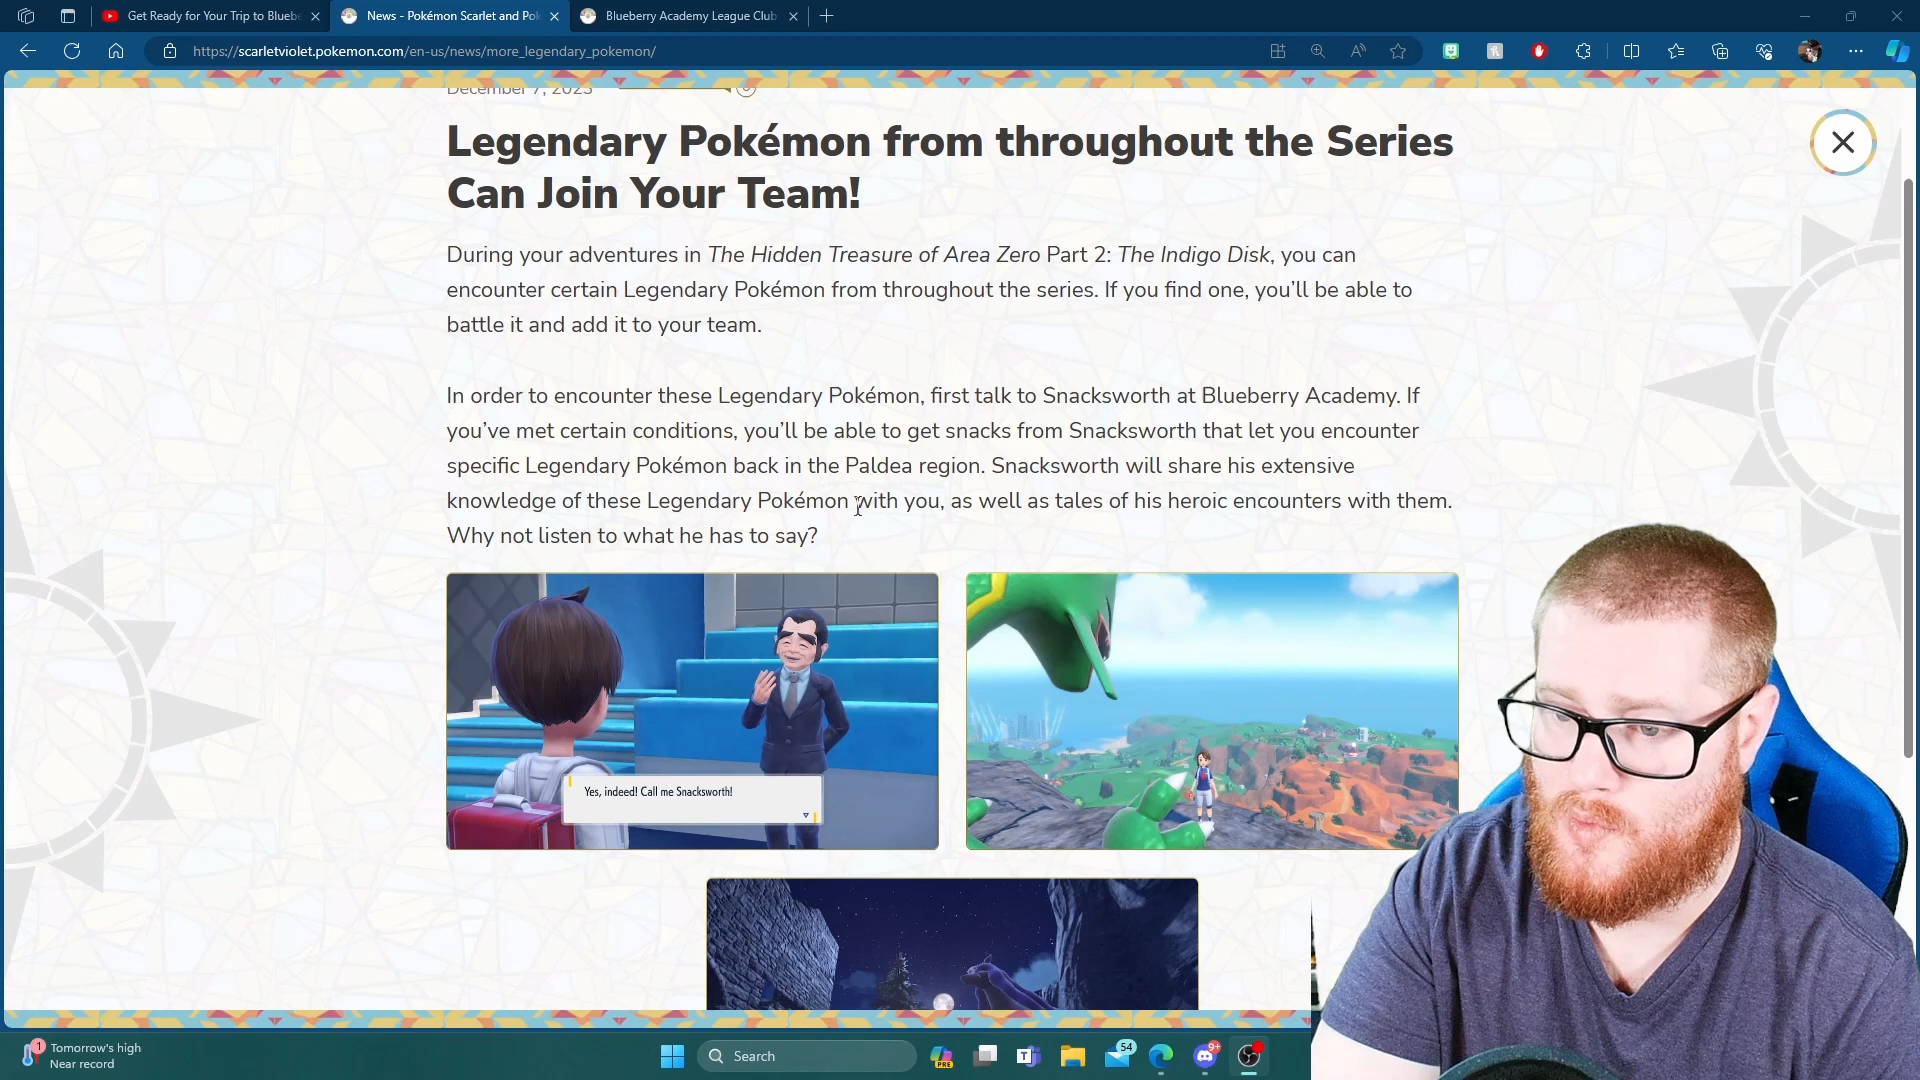 Get Ready for Your Trip to Blueb
News - Pokémon Scarlet and Pok
Blueberry Academy League Club
https://scarletviolet.pokemon.com/en-us/news/more_legendary_pokemon/
December 7, 2023
Legendary Pokémon from throughout the Series
Can Join Your Team!
During your adventures in The Hidden Treasure of Area Zero Part 2: The Indigo Disk, you can
encounter certain Legendary Pokémon from throughout the series. If you find one, you’ll be able to
battle it and add it to your team.
In order to encounter these Legendary Pokémon, first talk to Snacksworth at Blueberry Academy. If
you’ve met certain conditions, you’ll be able to get snacks from Snacksworth that let you encounter
specific Legendary Pokémon back in the Paldea region. Snacksworth will share his extensive
knowledge of these Legendary Pokémon with you, as well as tales of his heroic encounters with them.
Why not listen to what he has to say?
Yes, indeed! Call me Snacksworth!
1
Tomorrow's high
Near record
Search
PRE
54
9+